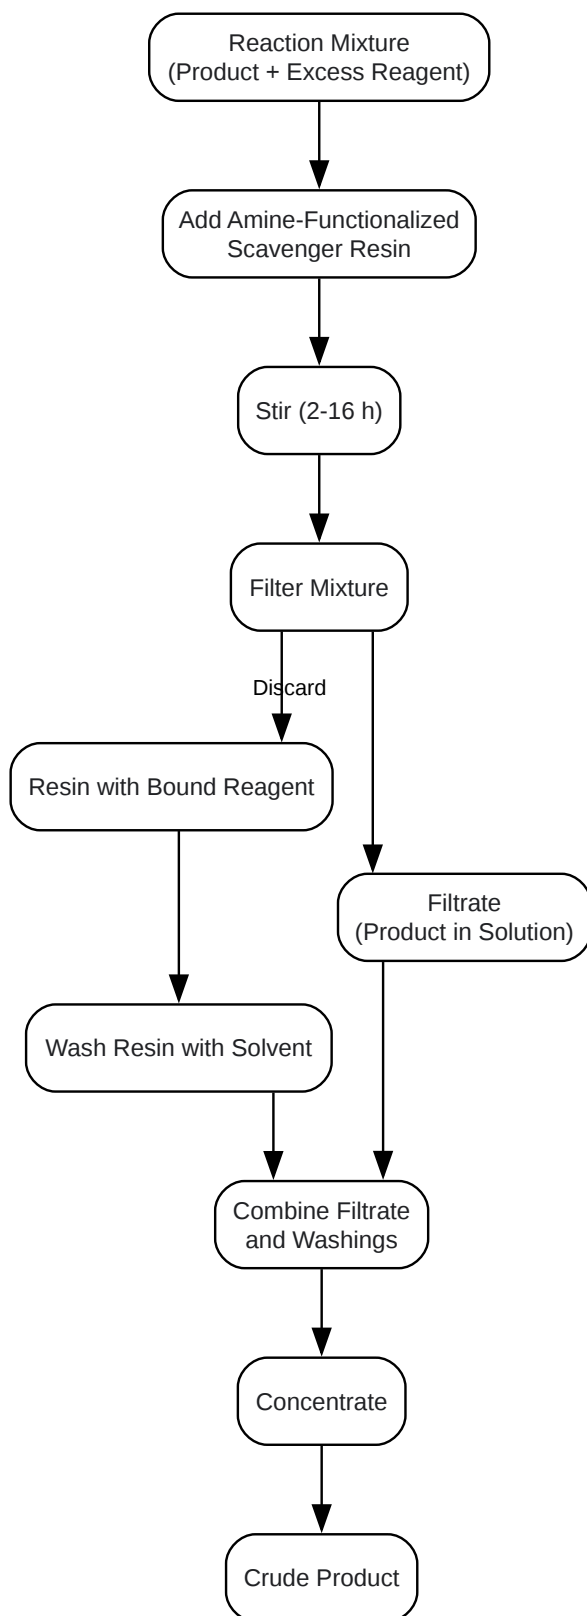 Reaction Mixture
(Product + Excess Reagent)
Add Amine-Functionalized
Scavenger Resin
Stir (2-16 h)
Filter Mixture
Discard
Resin with Bound Reagent
Filtrate
(Product in Solution)
Wash Resin with Solvent
Combine Filtrate
and Washings
Concentrate
Crude Product